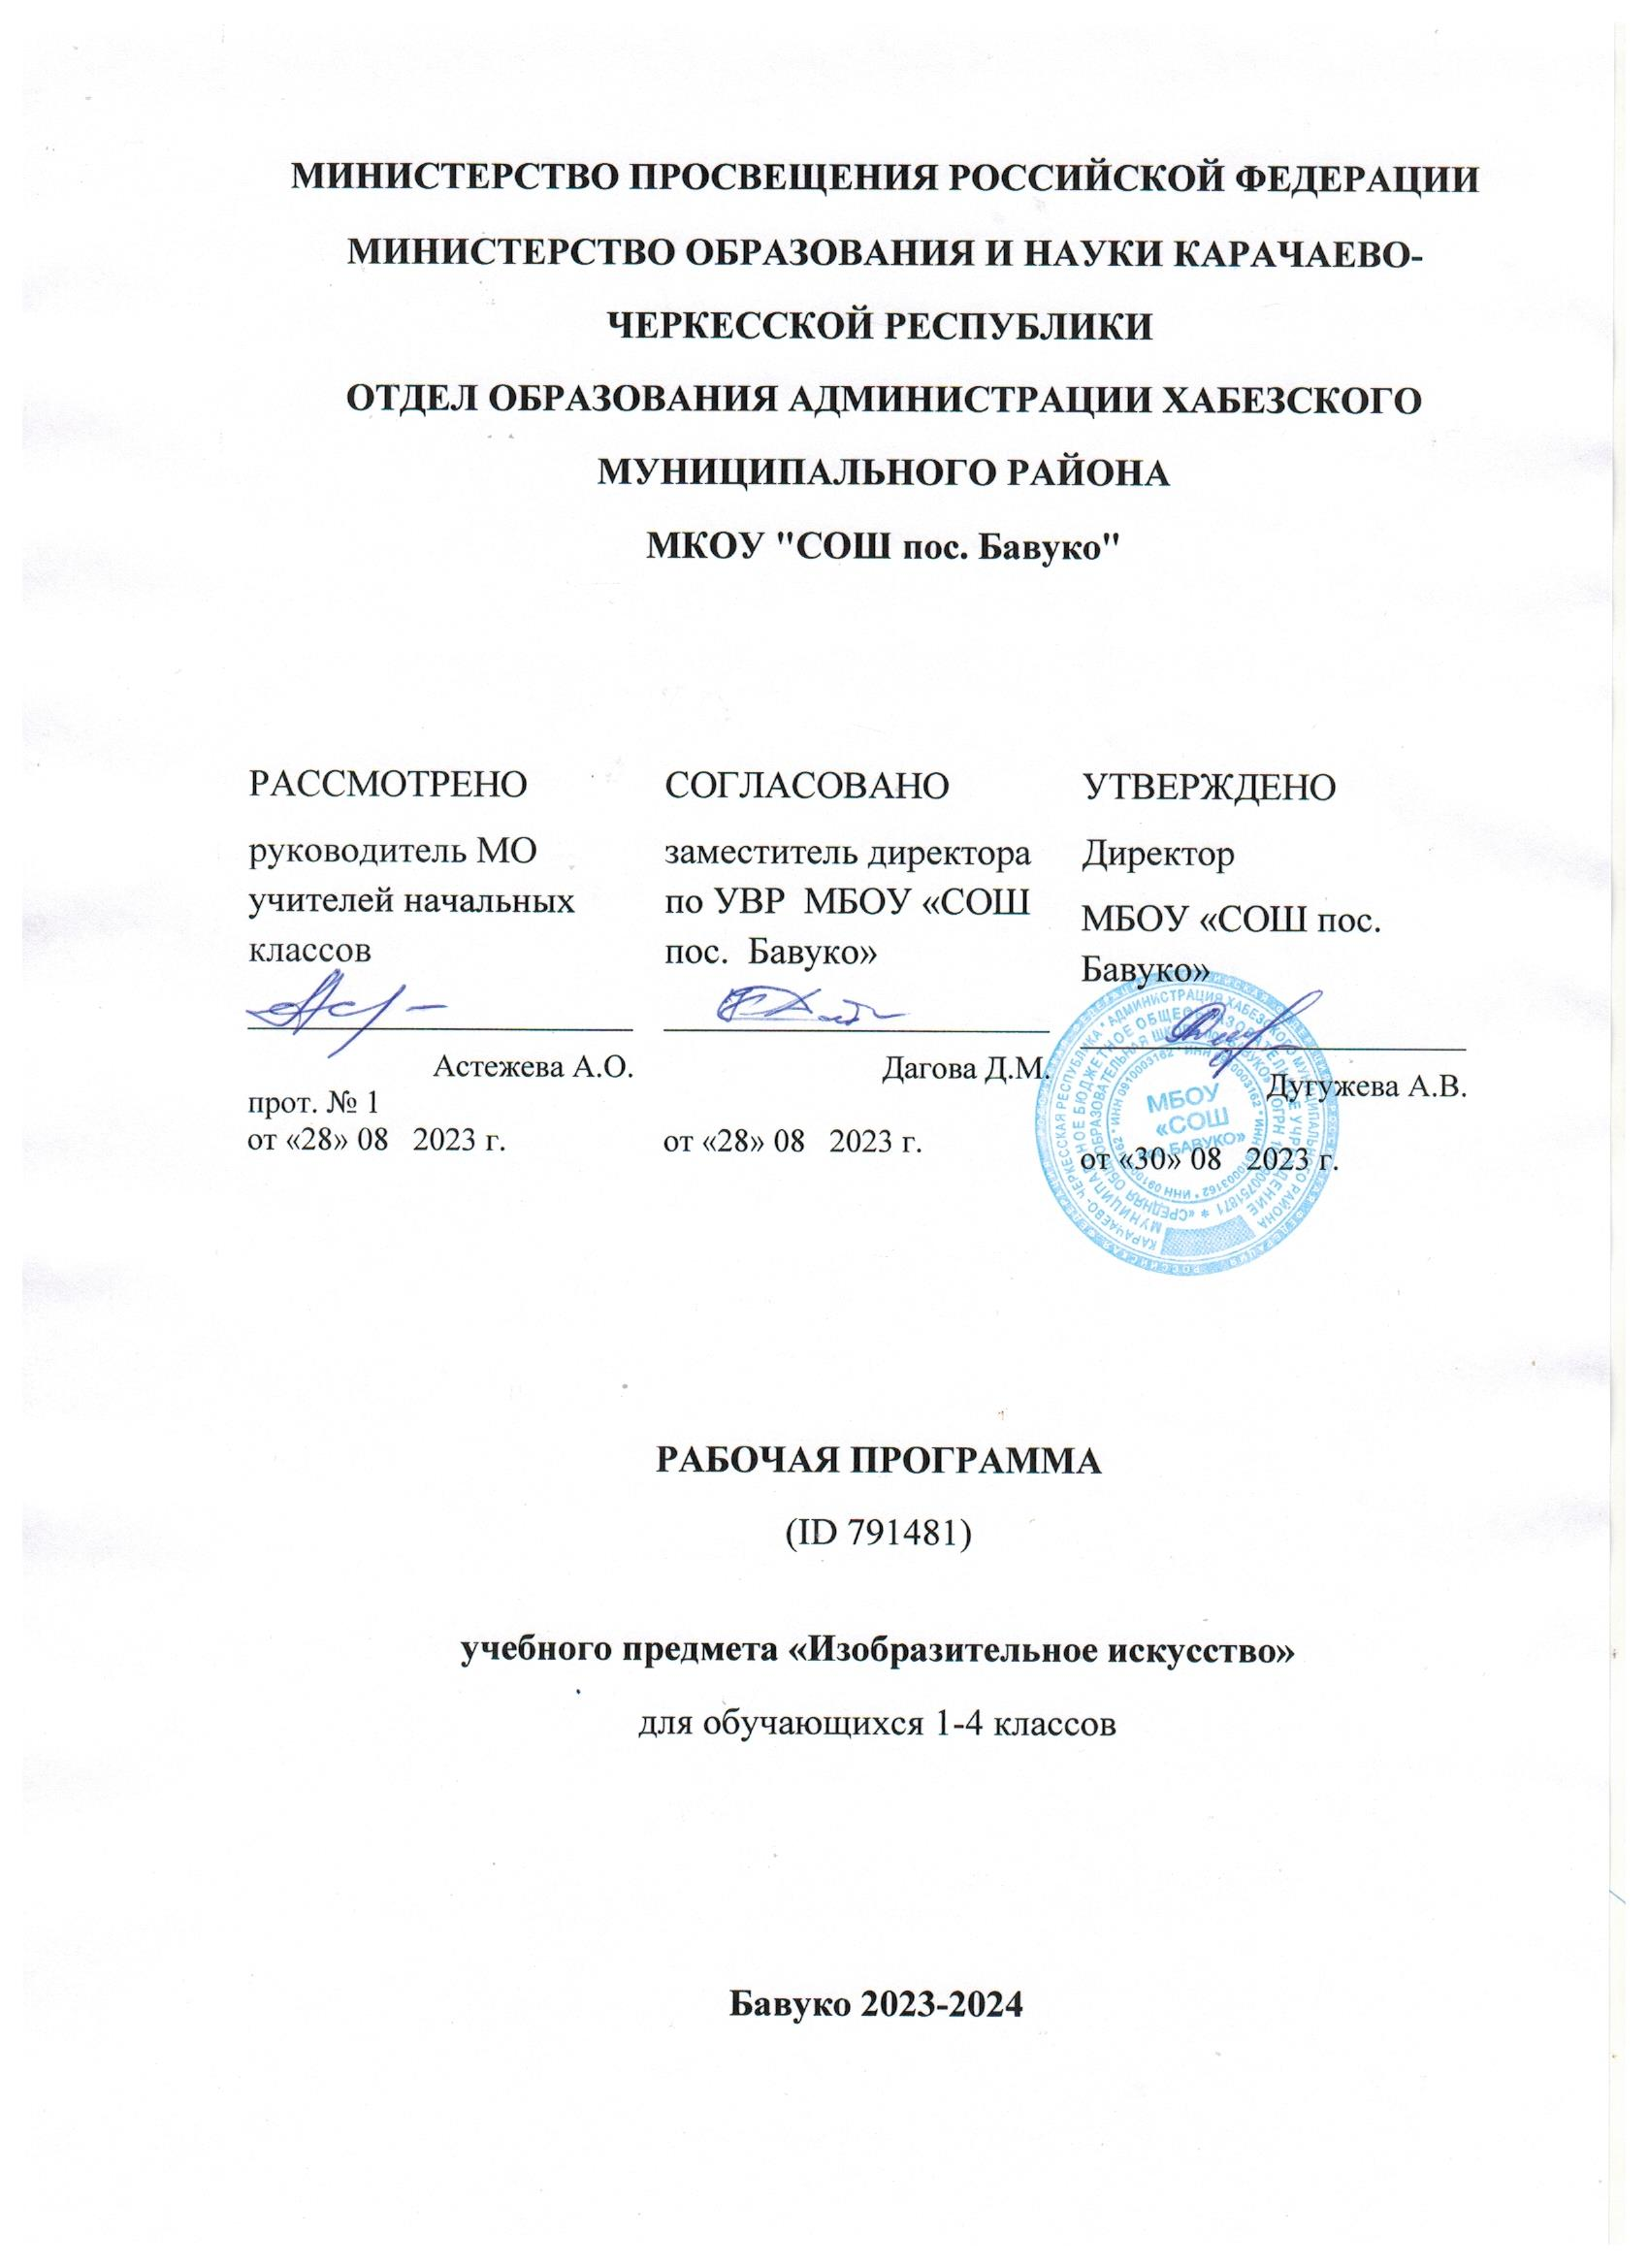 МИНИСТЕРСТВО ПРОСВЕЩЕНИЯ РОССИЙСКОЙ ФЕДЕРАЦИИ
МИНИСТЕРСТВО ОБРАЗОВАНИЯ И НАУКИ КАРАЧАЕВО-
ЧЕРКЕССКОЙ РЕСПУБЛИКИ
ОТДЕЛ ОБРАЗОВАНИЯ АДМИНИСТРАЦИИ ХАБЕЗСКОГО
МУНИЦИПАЛЬНОГО РАЙОНА
МКОУ "СОШ пос. Бавуко"
РАССМОТРЕНО
руководитель МО
учителей начальных
классов
Астежева А.О.
прот. № 1
от «28» 08 2023 г.
СОГЛАСОВАНО
заместитель директора
по УВР МБОУ «СОШ
пос. Бавуко»
Дагова Д.М.
от «28» 08 2023 г.
УТВЕРЖДЕНО
Директор
МБОУ «СОШ пос.
Бавуко»
Дугужева А.В.
от «30» 08 2023 г.
МБОУ
«СОШ
БАВУКО»
РАБОЧАЯ ПРОГРАММА
(ID 791481)
учебного предмета «Изобразительное искусство»
для обучающихся 1-4 классов
Бавуко 2023-2024